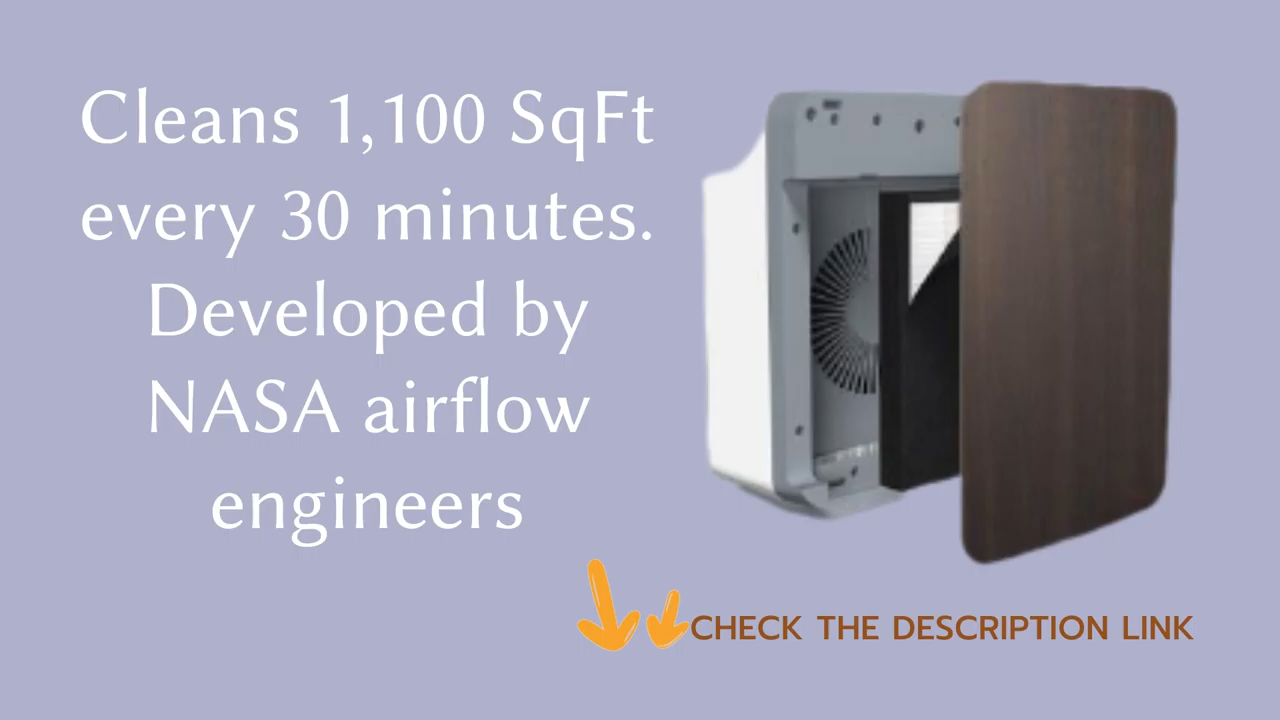 Cleans 1,100 SqFt
every 30 minutes.
Developed by
NASA airflow
engineers
CHECK THE DESCRIPTION LINK